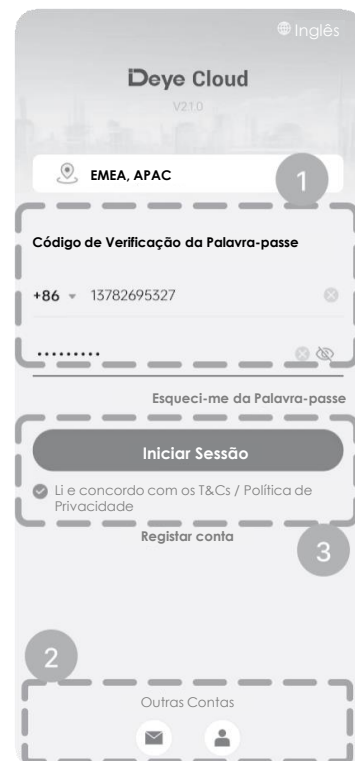 Inglês
Deye Cloud
V2.1.0
EMEA, APAC
1
Código de Verificação da Palavra-passe
+86 13782695327
Esqueci-me da Palavra-passe
Iniciar Sessão
Li e concordo com os T&Cs / Política de
Privacidade
Registar conta
3
2
Outras Contas